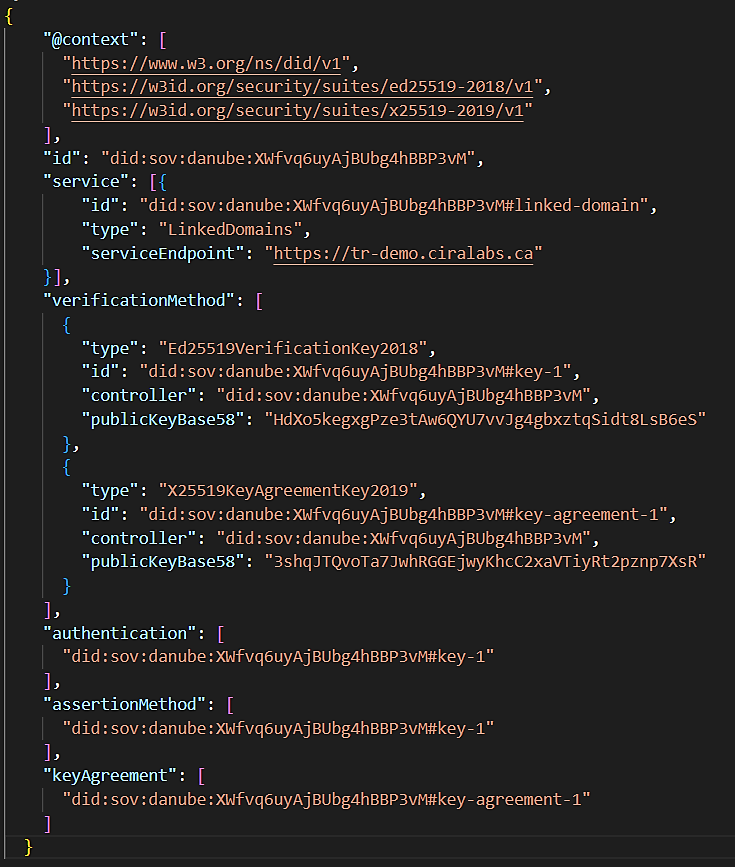 {
"@context": [
"https://www.w3.org/ns/did/v1",
"https://w3id.org/security/suites/ed25519-2018/v1",
"https://w3id.org/security/suites/x25519-2019/v1"
],
"id": "did:sov:danube:XWfvq6uyAjBUbg4hBBP3vM",
"service": [{
"id": "did:sov:danube:XWfvq6uyAjBUbg4hBBP3vM#linked-domain",
"type": "LinkedDomains",
"serviceEndpoint": "https://tr-demo.ciralabs.ca"
}],
"verificationMethod": [
{
"type": "Ed25519VerificationKey2018",
"id": "did:sov:danube:XWfvq6uyAjBUbg4hBBP3vM#key-1",
"controller": "did:sov:danube:XWfvq6uyAjBUbg4hBBP3vM",
"publicKeyBase58": "HdXo5kegxgPze3tAw6QYU7vvJg4gbxztqSidt8LsB6eS"
},
{
"type": "X25519KeyAgreementKey2019",
"id": "did:sov:danube:XWfvq6uyAjBUbg4hBBP3vM#key-agreement-1",
"controller": "did:sov:danube:XWfvq6uyAjBUbg4hBBP3vM",
"publicKeyBase58": "3shqJTQvoTa7JwhRGGEjwyKhcC2xaVTiyRt2pznp7XsR"
}
],
"authentication": [
"did:sov:danube:XWfvq6uyAjBUbg4hBBP3vM#key-1"
],
"assertionMethod": [
"did:sov:danube:XWfvq6uyAjBUbg4hBBP3vM#key-1"
],
"keyAgreement": [
"did:sov:danube:XWfvq6uyAjBUbg4hBBP3vM#key-agreement-1"
]
}